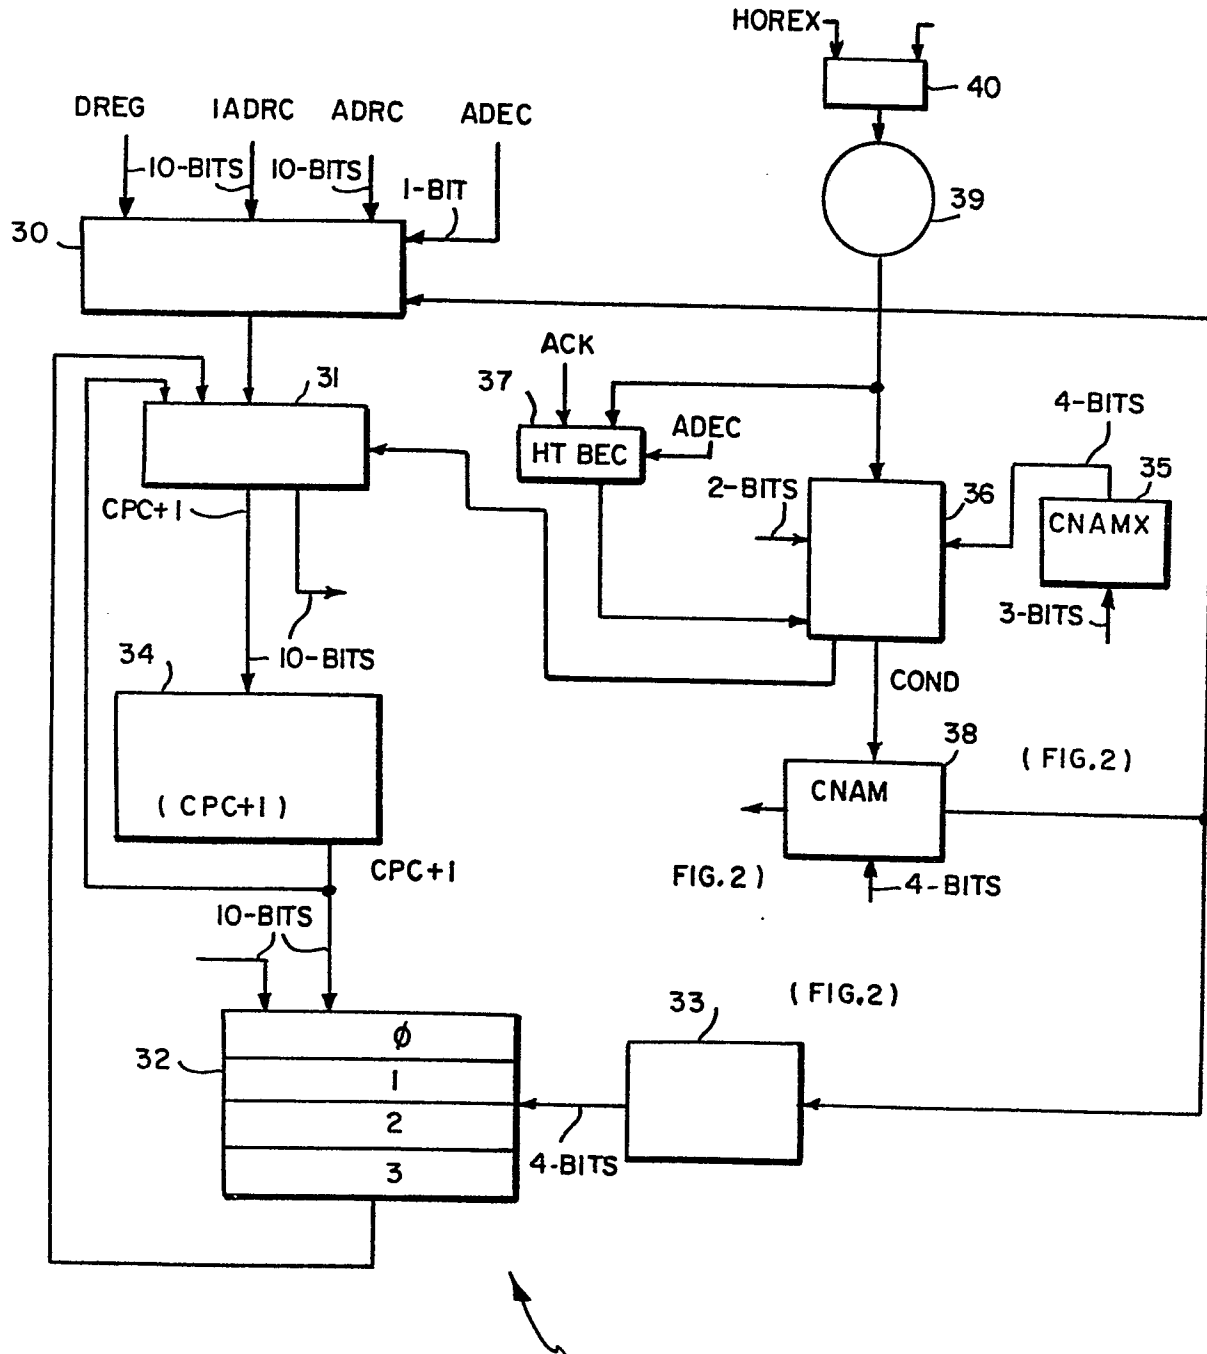 HOREX
40
DREG
1ADRC
ADRC
ADEC
10-BITS
10-BITS
1-BIT
39
30
ACK
31
37
ADEC
4-BITS
HT BEC
35
2-BITS
36
CNAMX
CPC+1
3-BITS
10-BITS
34
COND
38
(FIG.2)
CNAM
(CPC+1)
CPC+1
FIG.2)
4-BITS
10-BITS
(FIG.2)
33
Ø
32
1
2
4-BITS
3